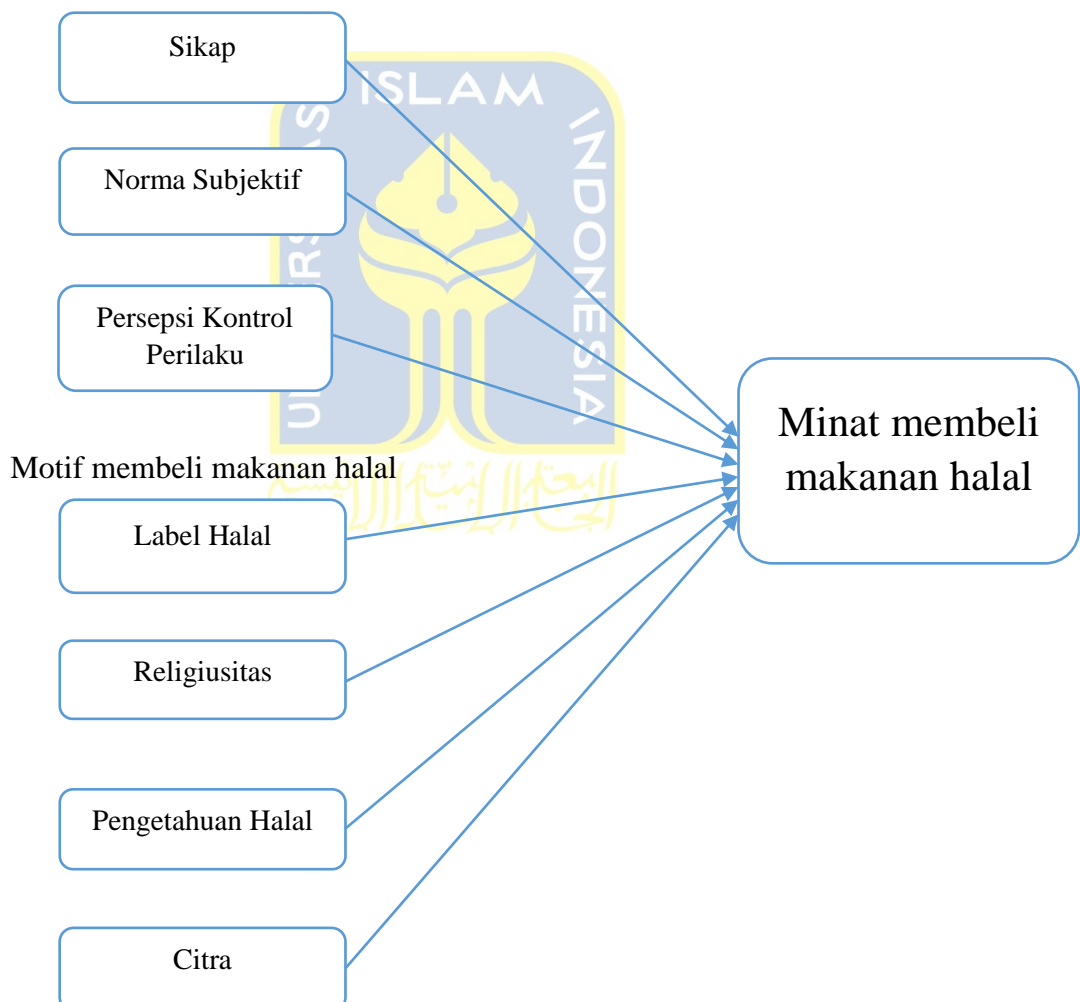 Sikap
UNIVERSITAS ISLAM INDONESIA
Norma Subjektif
Persepsi Kontrol
Perilaku
Minat membeli
makanan halal
Motif membeli makanan halal
Label Halal
Religiusitas
Pengetahuan Halal
Citra